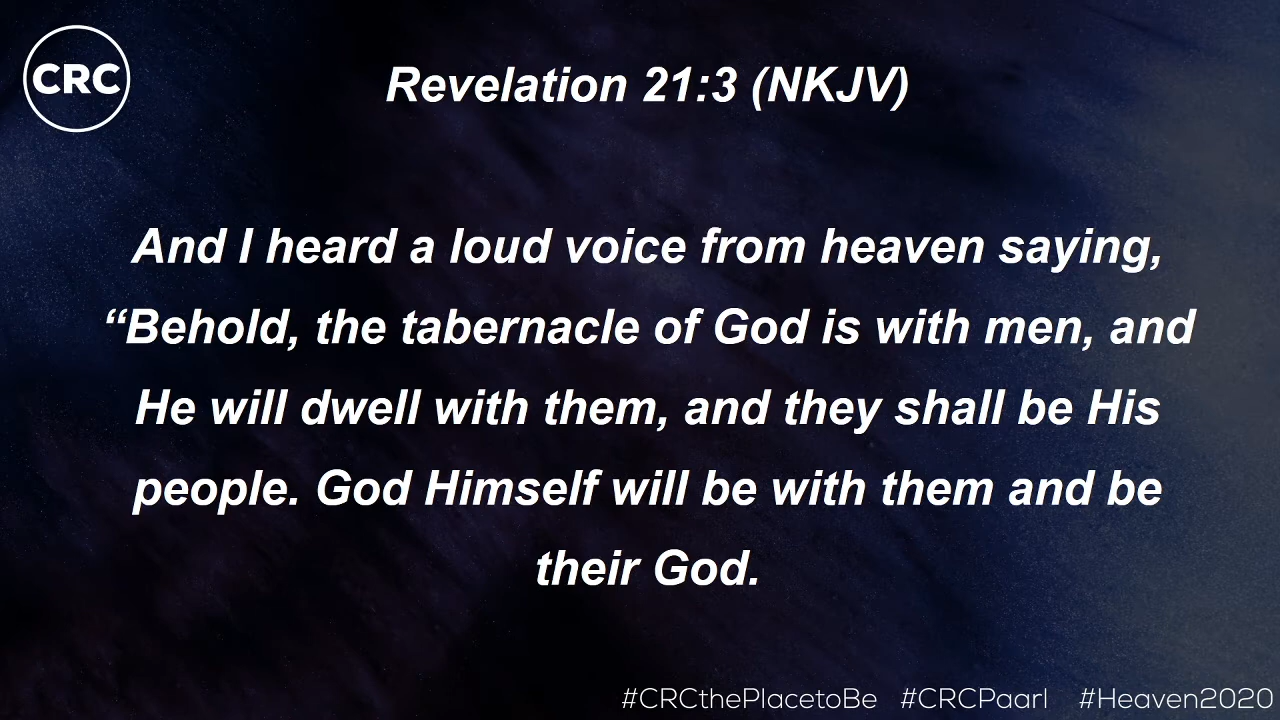 CRC
Revelation 21:3 (NKJV)
And I heard a loud voice from heaven saying,
“Behold, the tabernacle of God is with men, and
He will dwell with them, and they shall be His
people. God Himself will be with them and be
their God.
#CRCthePlacetoBe #CRCPaarl #Heaven2020